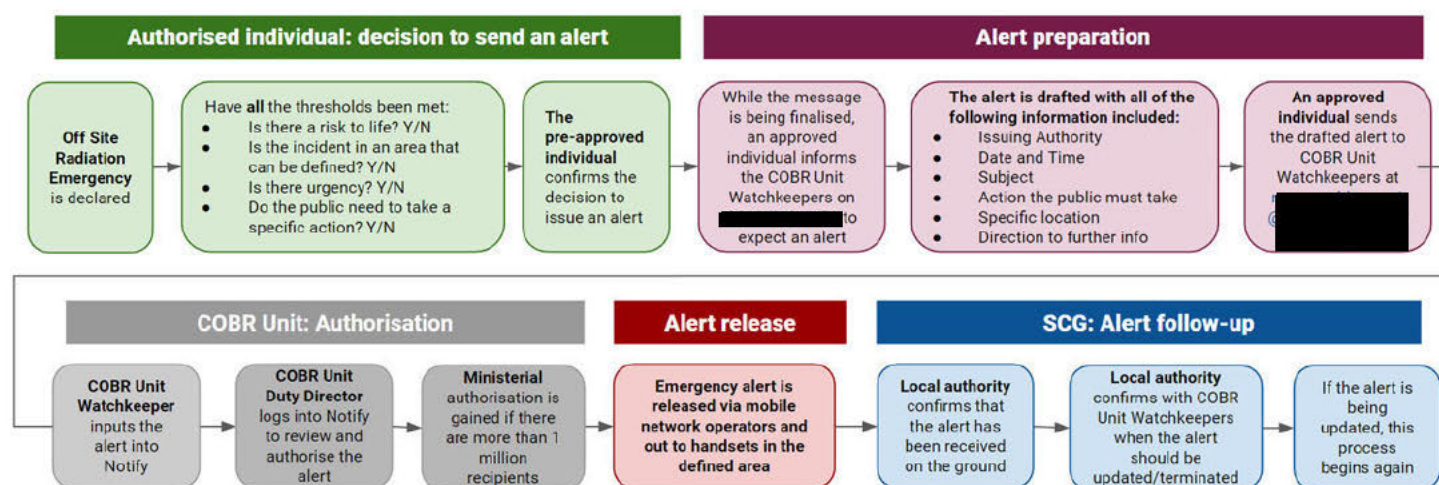 Authorised individual: decision to send an alert
Alert preparation
Off Site
Radiation
Emergency
is declared
Have all the thresholds been met:
● Is there a risk to life? Y/N
● Is the incident in an area that
can be defined? Y/N
● Is there urgency? Y/N
● Do the public need to take a
specific action? Y/N
The
pre-approved
individual
confirms the
decision to
issue an alert
While the message
is being finalised,
an approved
individual informs
the COBR Unit
Watchkeepers on
to
expect an alert
The alert is drafted with all of the
following information included:
● Issuing Authority
● Date and Time
● Subject
● Action the public must take
● Specific location
● Direction to further info
An approved
individual sends
the drafted alert to
COBR Unit
Watchkeepers at
@
COBR Unit: Authorisation
Alert release
SCG: Alert follow-up
COBR Unit
Watchkeeper
inputs the
alert into
Notify
COBR Unit
Duty Director
logs into Notify
to review and
authorise the
alert
Ministerial
authorisation is
gained if there
are more than 1
million
recipients
Emergency alert is
released via mobile
network operators and
out to handsets in the
defined area
Local authority
confirms that
the alert has
been received
on the ground
Local authority
confirms with COBR
Unit Watchkeepers
when the alert
should be
updated/terminated
If the alert is
being
updated, this
process
begins again